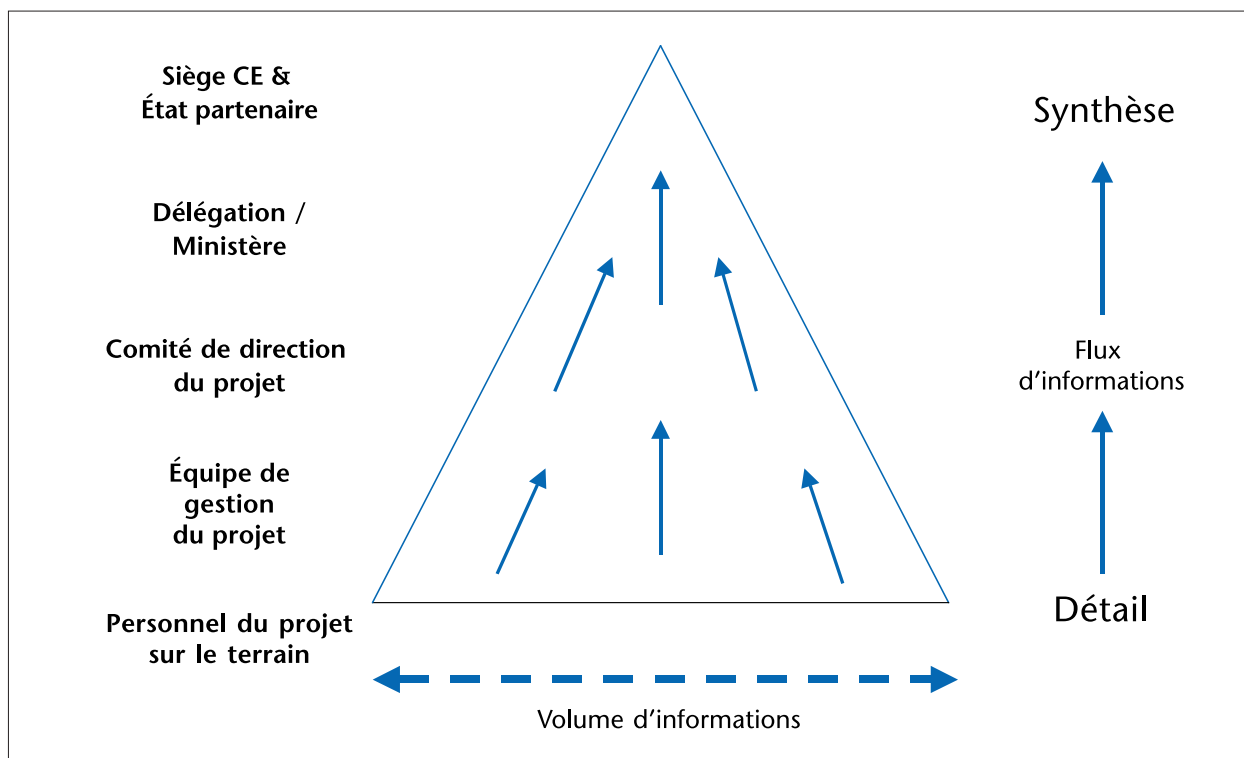 Siège CE &
État partenaire
Synthèse
Délégation /
Ministère
Comité de direction
du projet
Flux
d’informations
Équipe de
gestion
du projet
Détail
Personnel du projet
sur le terrain
Volume d’informations